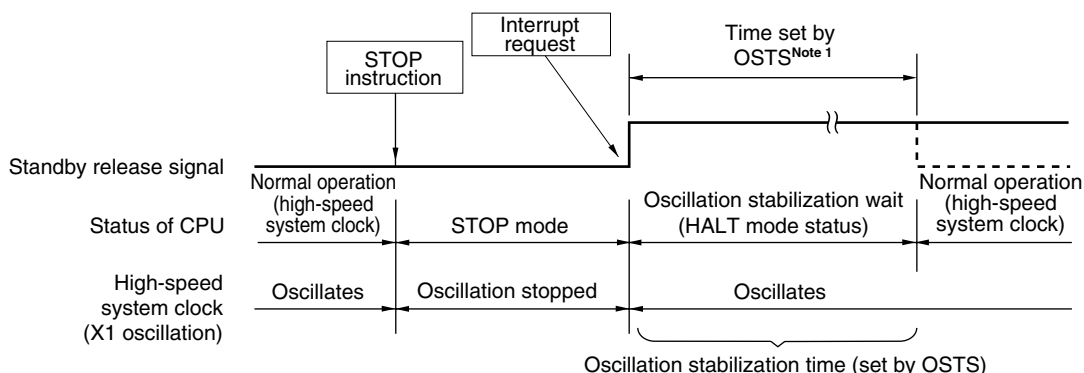 Interrupt
request
Time set by
OSTSNote 1
STOP
instruction
Standby release signal
Normal operation
(high-speed
system clock)
Oscillation stabilization wait
(HALT mode status)
Normal operation
(high-speed
system clock)
Status of CPU
STOP mode
High-speed
system clock
(X1 oscillation)
Oscillates
Oscillation stopped
Oscillates
Oscillation stabilization time (set by OSTS)